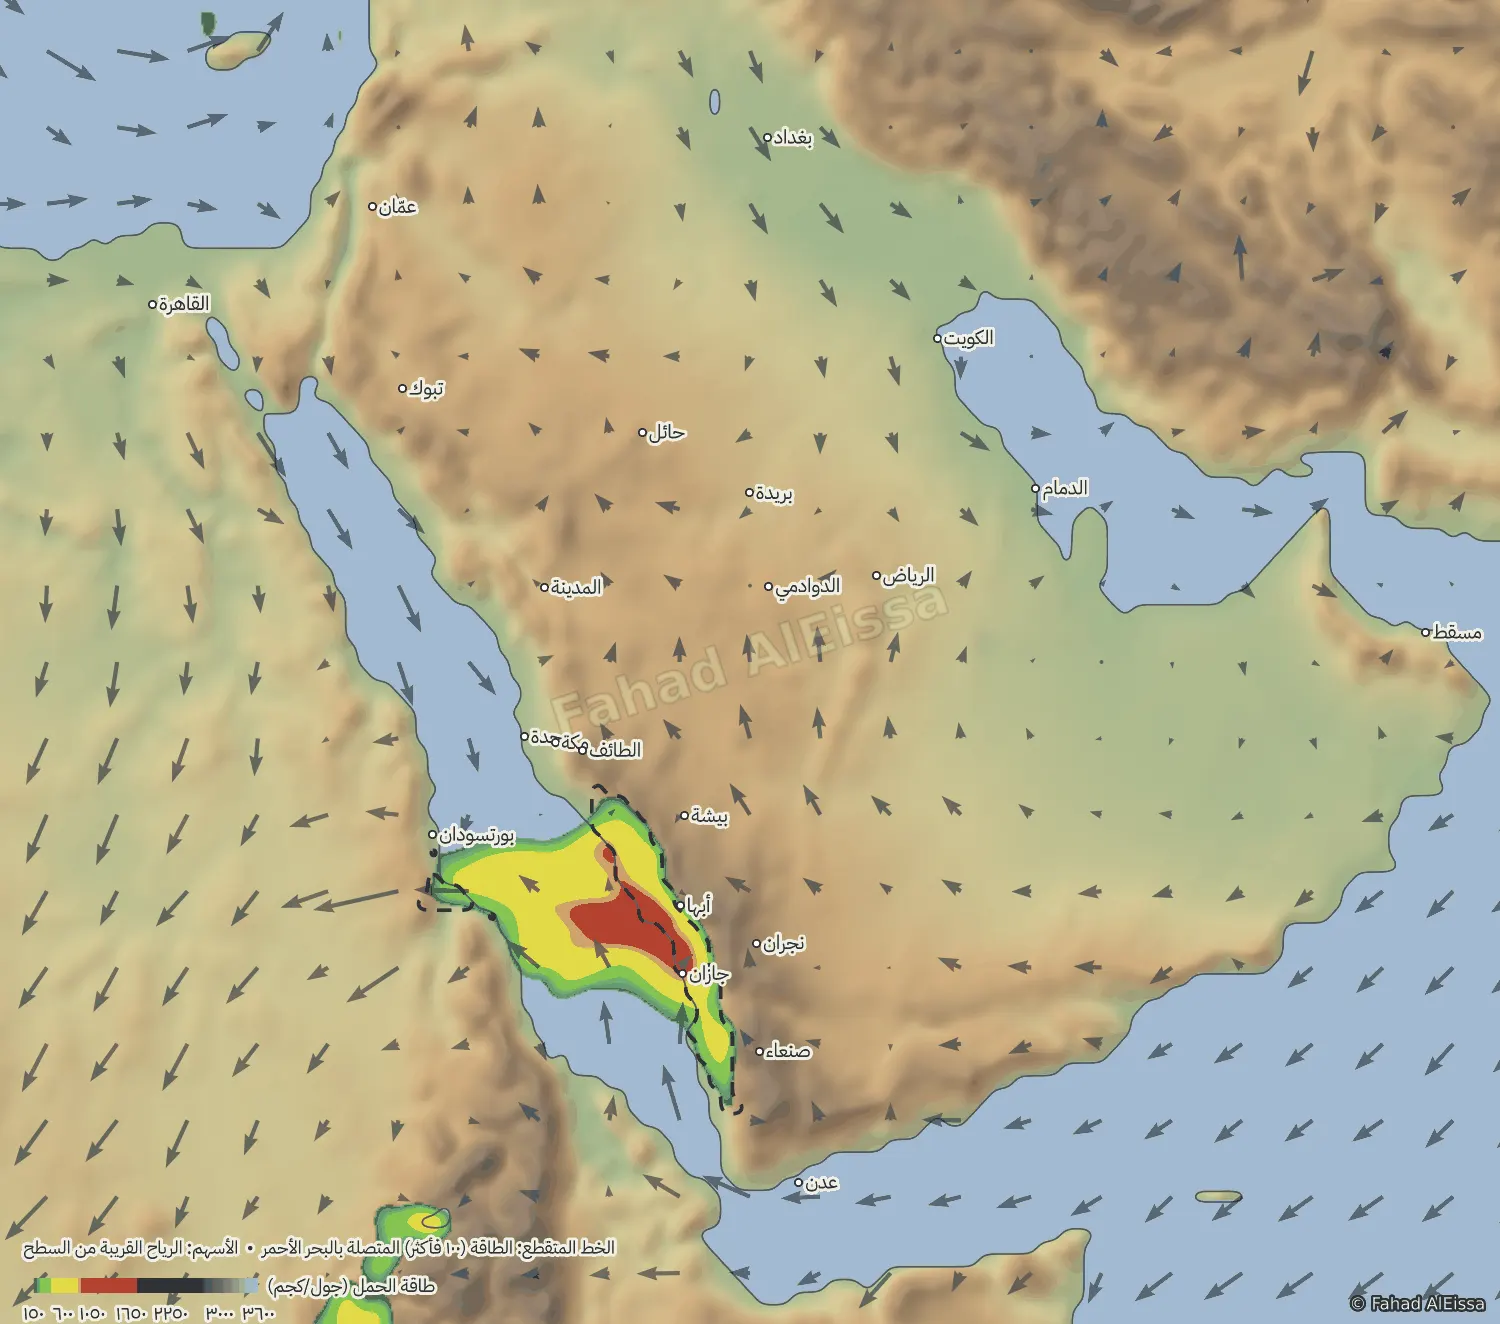 بغداد
عمّان
القاهرة
الكويت
تبوك
حائل
الدمام
بريدة
الرياض
الدوادمي
المدينة
مسقط
Fahad AlEissa
جدة
مكة
الطائف
بيشة
بورتسودان
أبها
نجران
جازان
صنعاء
عدن
الخط المتقطع: الطاقة (١٠٠ فأكثر) المتصلة بالبحر الأحمر • الأسهم: الرياح القريبة من السطح
طاقة الحمل (جول/كجم)
١٥٠ ٦٠٠ ١٠٥٠ ١٦٥٠ ٢٢٥٠ ٣٠٠٠ ٣٦٠٠
© Fahad AlEissa